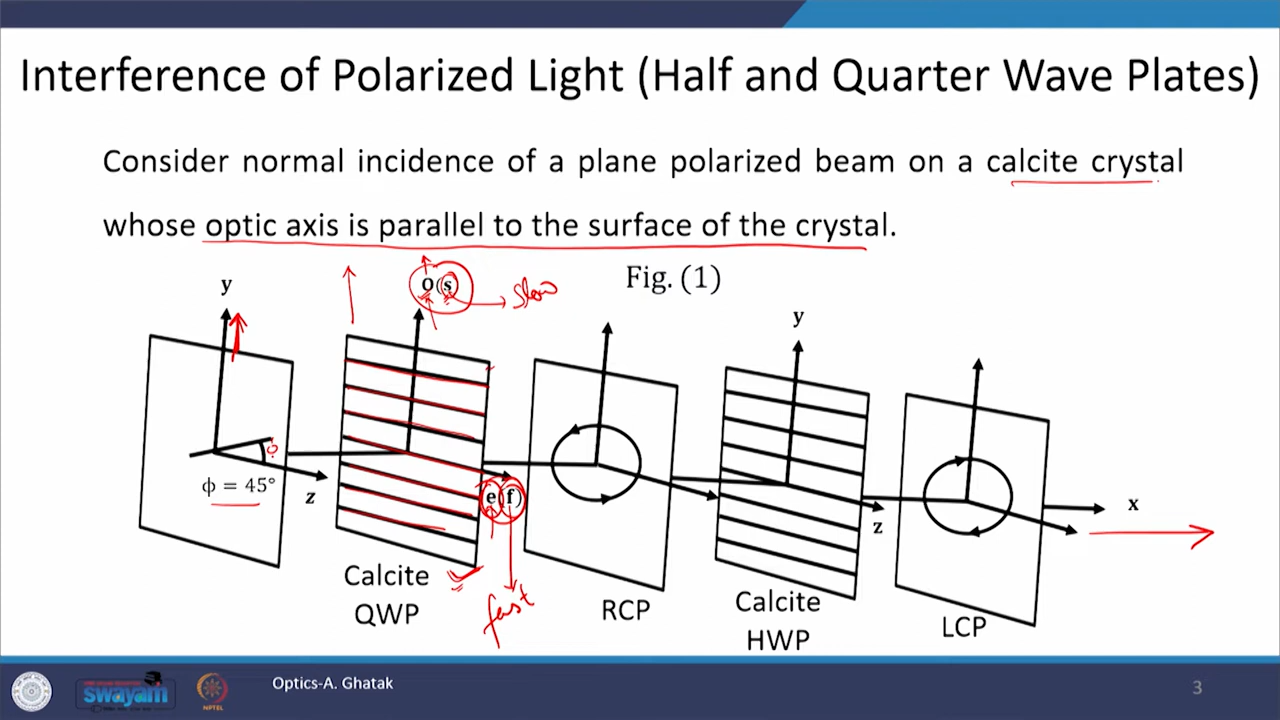 Interference of Polarized Light (Half and Quarter Wave Plates)
Consider normal incidence of a plane polarized beam on a calcite crystal
whose optic axis is parallel to the surface of the crystal.
Fig. (1)
y
o(s)
slow
y
ϕ
ϕ = 45°
z
e(f)
fast
z
x
Calcite
QWP
RCP
Calcite
HWP
LCP
swayam
NPTEL
Optics-A. Ghatak
3